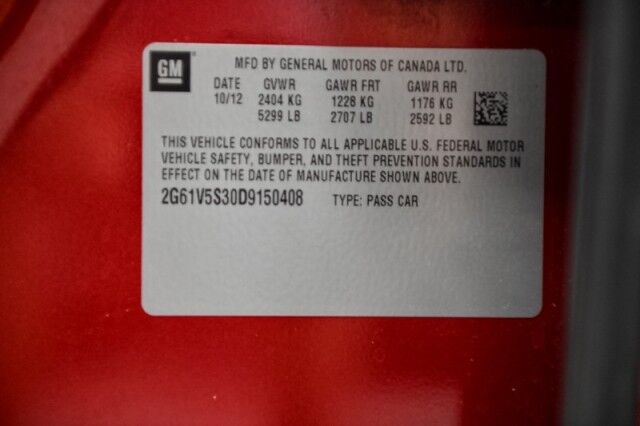 GM
MFD BY GENERAL MOTORS OF CANADA LTD.
DATE GVWR GAWR FRT GAWR RR
10/12 2404 KG 1228 KG 1176 KG
5299 LB 2707 LB 2592 LB
THIS VEHICLE CONFORMS TO ALL APPLICABLE U.S. FEDERAL MOTOR
VEHICLE SAFETY, BUMPER, AND THEFT PREVENTION STANDARDS IN
EFFECT ON THE DATE OF MANUFACTURE SHOWN ABOVE.
2G61V5S30D9150408 TYPE: PASS CAR